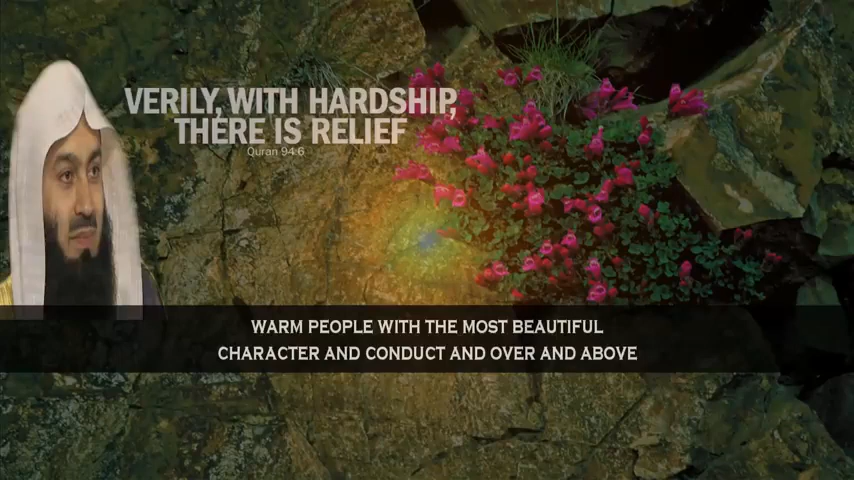 VERILY, WITH HARDSHIP,
THERE IS RELIEF
Quran 94:6
WARM PEOPLE WITH THE MOST BEAUTIFUL
CHARACTER AND CONDUCT AND OVER AND ABOVE